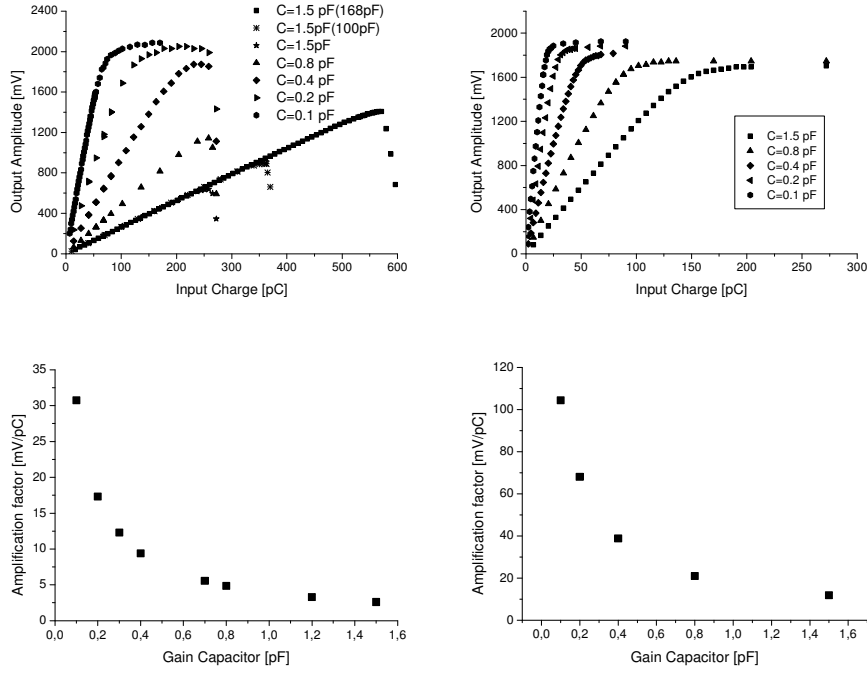 2400
2000
1600
1200
800
400
0
Output Amplitude [mV]
0 100 200 300 400 500 600
Input Charge [pC]
C=1.5 pF(168pF)
C=1.5pF(100pF)
C=1.5pF
C=0.8 pF
C=0.4 pF
C=0.2 pF
C=0.1 pF
2000
1600
1200
800
400
0
Output Amplitude [mV]
0 50 100 150 200 250 300
Input Charge [pC]
C=1.5 pF
C=0.8 pF
C=0.4 pF
C=0.2 pF
C=0.1 pF
35
30
25
20
15
10
5
0
Amplification factor [mV/pC]
0,0 0,2 0,4 0,6 0,8 1,0 1,2 1,4 1,6
Gain Capacitor [pF]
120
100
80
60
40
20
0
Amplification factor [mV/pC]
0,0 0,2 0,4 0,6 0,8 1,0 1,2 1,4 1,6
Gain Capacitor [pF]